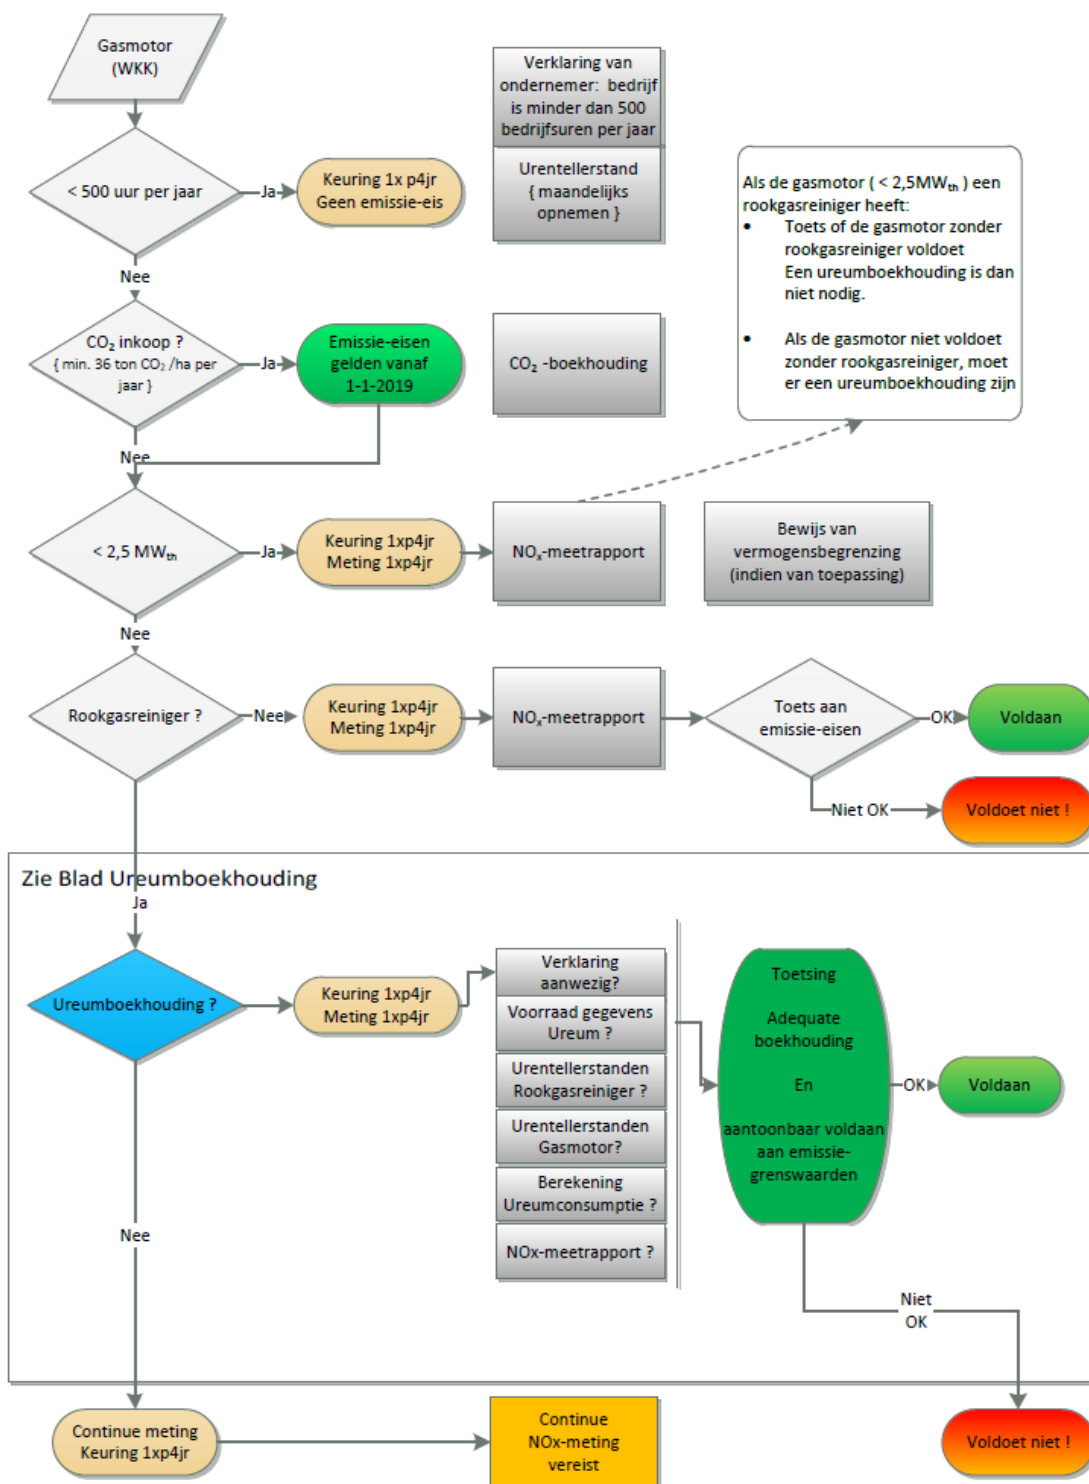 Gasmotor
(WKK)
Verklaring van
ondernemer: bedrijf
is minder dan 500
bedrijfsuren per jaar
< 500 uur per jaar
Ja
Keuring 1x p4jr
Geen emissie-eis
Urentellerstand
{ maandelijks
opnemen }
Als de gasmotor ( < 2,5MWth ) een
rookgasreiniger heeft:
• Toets of de gasmotor zonder
rookgasreiniger voldoet
Een ureumboekhouding is dan
niet nodig.
• Als de gasmotor niet voldoet
zonder rookgasreiniger, moet
er een ureumboekhouding zijn
Nee
CO2 inkoop ?
{ min. 36 ton CO2 /ha per
jaar }
Ja
Emissie-eisen
gelden vanaf
1-1-2019
CO2 -boekhouding
Nee
< 2,5 MWth
Ja
Keuring 1xp4jr
Meting 1xp4jr
NOx-meetrapport
Bewijs van
vermogensbegrenzing
(indien van toepassing)
Nee
Rookgasreiniger ?
Nee
Keuring 1xp4jr
Meting 1xp4jr
NOx-meetrapport
Toets aan
emissie-eisen
OK
Voldaan
Niet OK
Voldoet niet !
Zie Blad Ureumboekhouding
Ja
Ureumboekhouding ?
Keuring 1xp4jr
Meting 1xp4jr
Verklaring
aanwezig?
Voorraad gegevens
Ureum ?
Urentellerstanden
Rookgasreiniger ?
Urentellerstanden
Gasmotor?
Berekening
Ureumconsumptie ?
NOx-meetrapport ?
Toetsing
Adequate
boekhouding
En
aantoonbaar voldaan
aan emissie-
grenswaarden
OK
Voldaan
Nee
Niet
OK
Continue meting
Keuring 1xp4jr
Continue
NOx-meting
vereist
Voldoet niet !